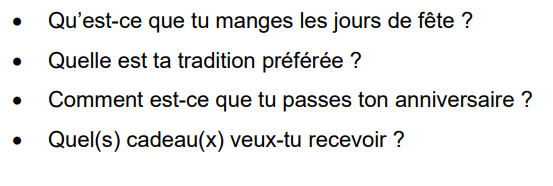 • Qu’est-ce que tu manges les jours de fête ?
• Quelle est ta tradition préférée ?
• Comment est-ce que tu passes ton anniversaire ?
• Quel(s) cadeau(x) veux-tu recevoir ?